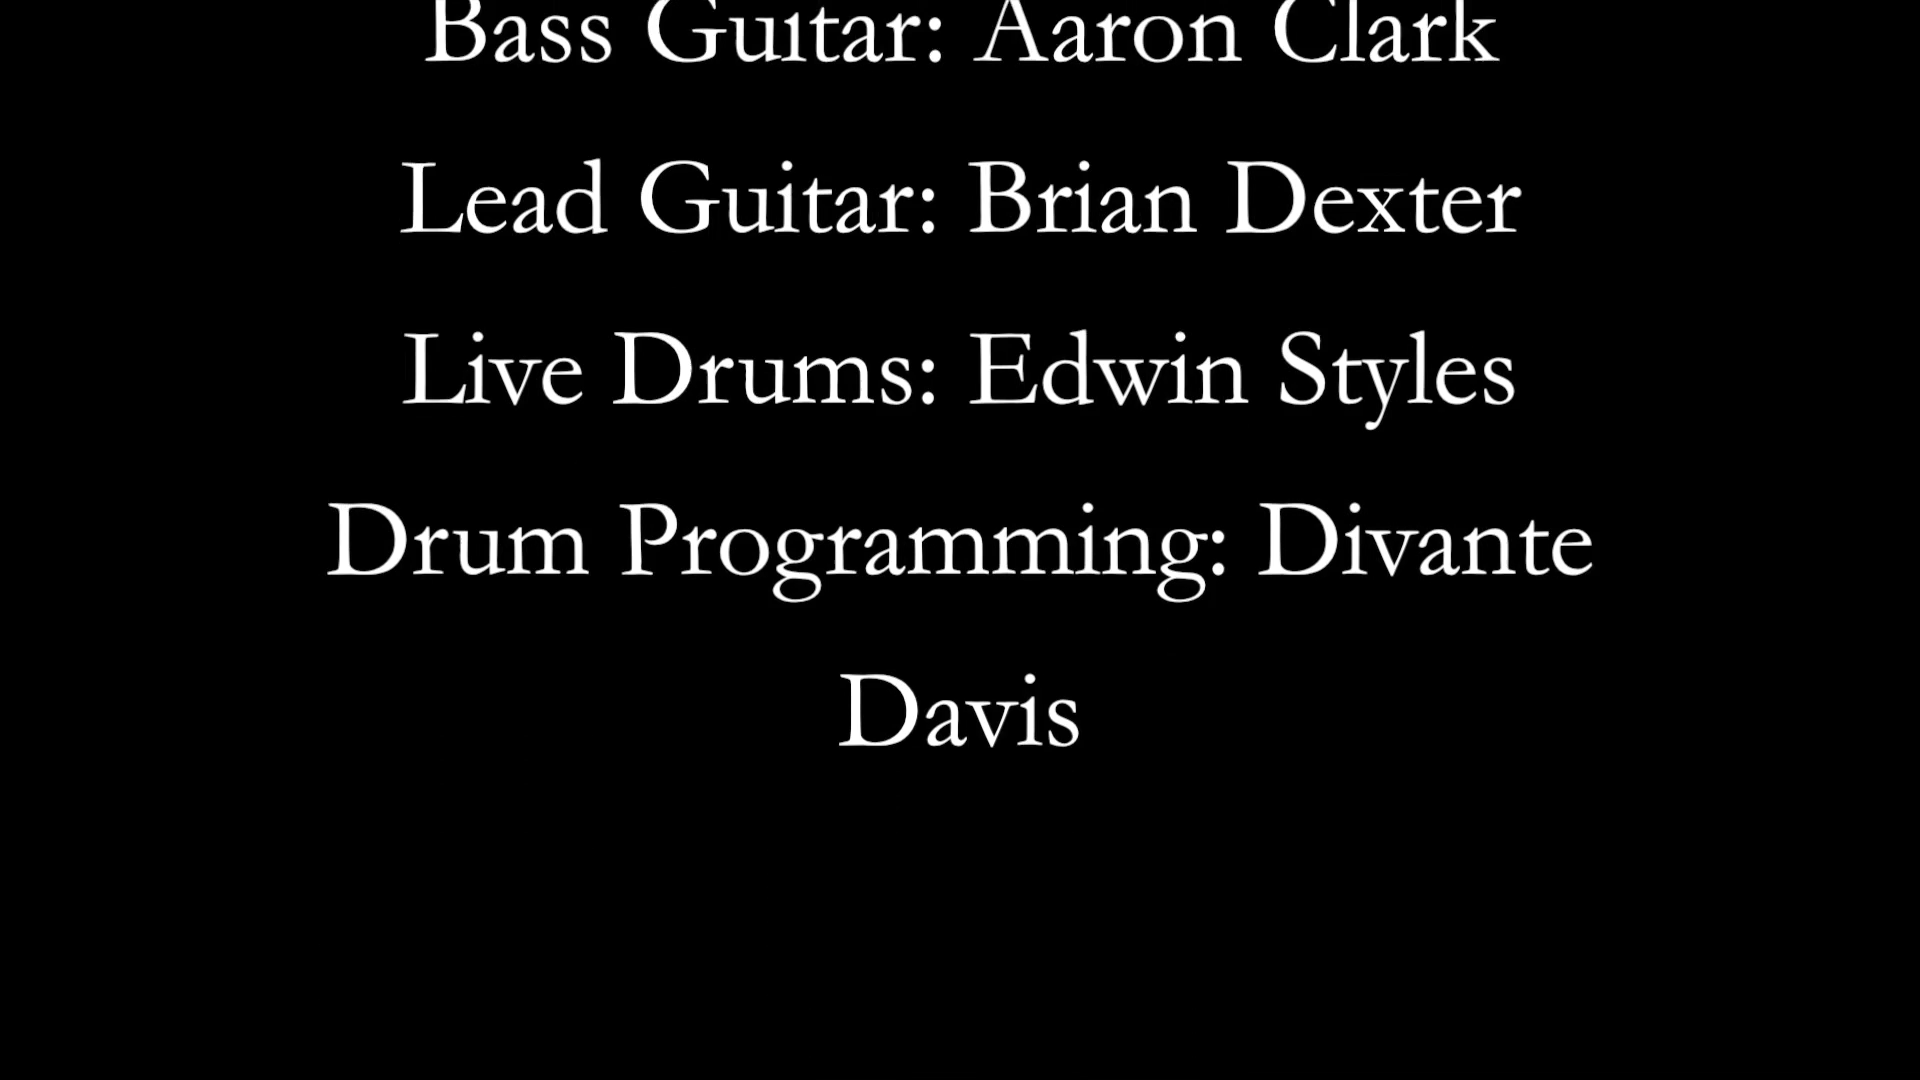 Bass Guitar: Aaron Clark
Lead Guitar: Brian Dexter
Live Drums: Edwin Styles
Drum Programming: Divante
Davis